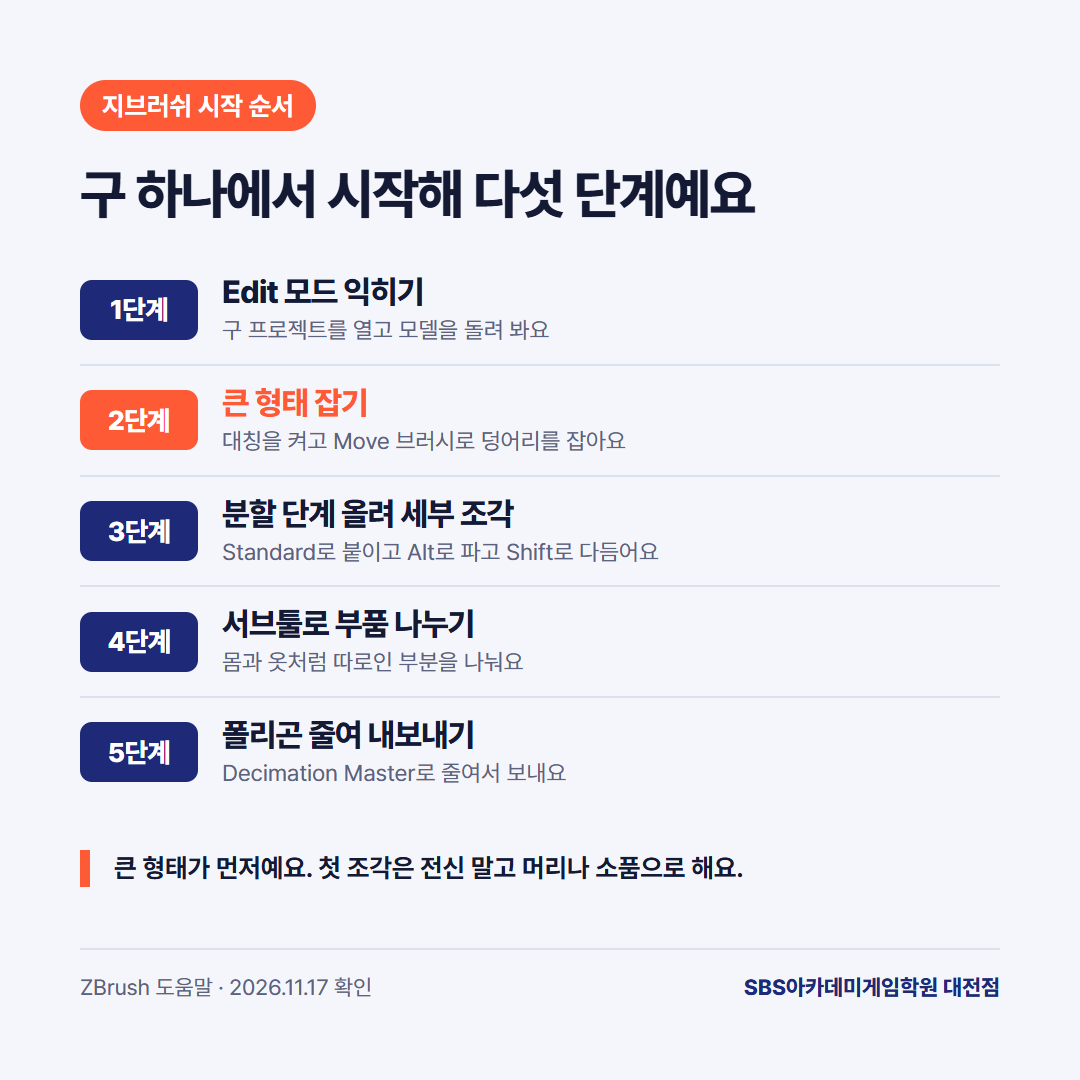 지브러쉬 시작 순서
구 하나에서 시작해 다섯 단계예요
1단계
Edit 모드 익히기
구 프로젝트를 열고 모델을 돌려 봐요
2단계
큰 형태 잡기
대칭을 켜고 Move 브러시로 덩어리를 잡아요
3단계
분할 단계 올려 세부 조각
Standard로 붙이고 Alt로 파고 Shift로 다듬어요
4단계
서브툴로 부품 나누기
몸과 옷처럼 따로인 부분을 나눠요
5단계
폴리곤 줄여 내보내기
Decimation Master로 줄여서 보내요
큰 형태가 먼저예요. 첫 조각은 전신 말고 머리나 소품으로 해요.
ZBrush 도움말 · 2026.11.17 확인
SBS아카데미게임학원 대전점